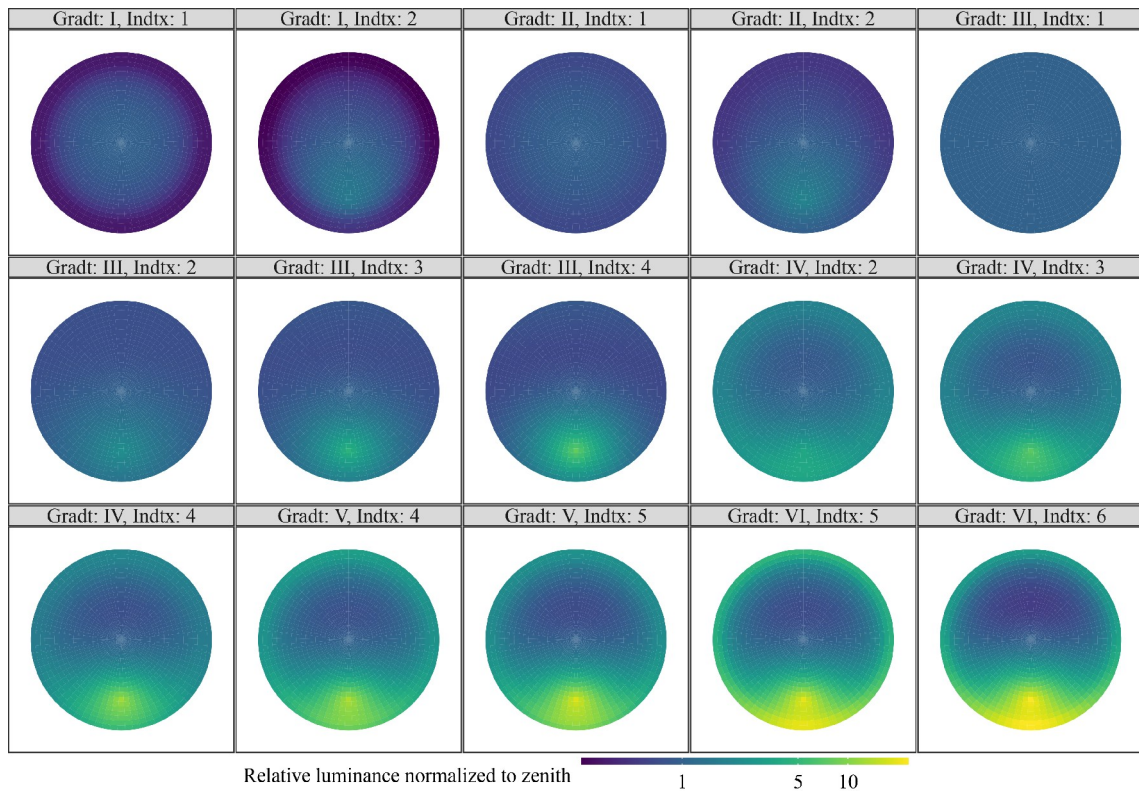 Gradt: I, Indtx: 1
Gradt: I, Indtx: 2
Gradt: II, Indtx: 1
Gradt: II, Indtx: 2
Gradt: III, Indtx: 1
Gradt: III, Indtx: 2
Gradt: III, Indtx: 3
Gradt: III, Indtx: 4
Gradt: IV, Indtx: 2
Gradt: IV, Indtx: 3
Gradt: IV, Indtx: 4
Gradt: V, Indtx: 4
Gradt: V, Indtx: 5
Gradt: VI, Indtx: 5
Gradt: VI, Indtx: 6
Relative luminance normalized to zenith
1 5 10